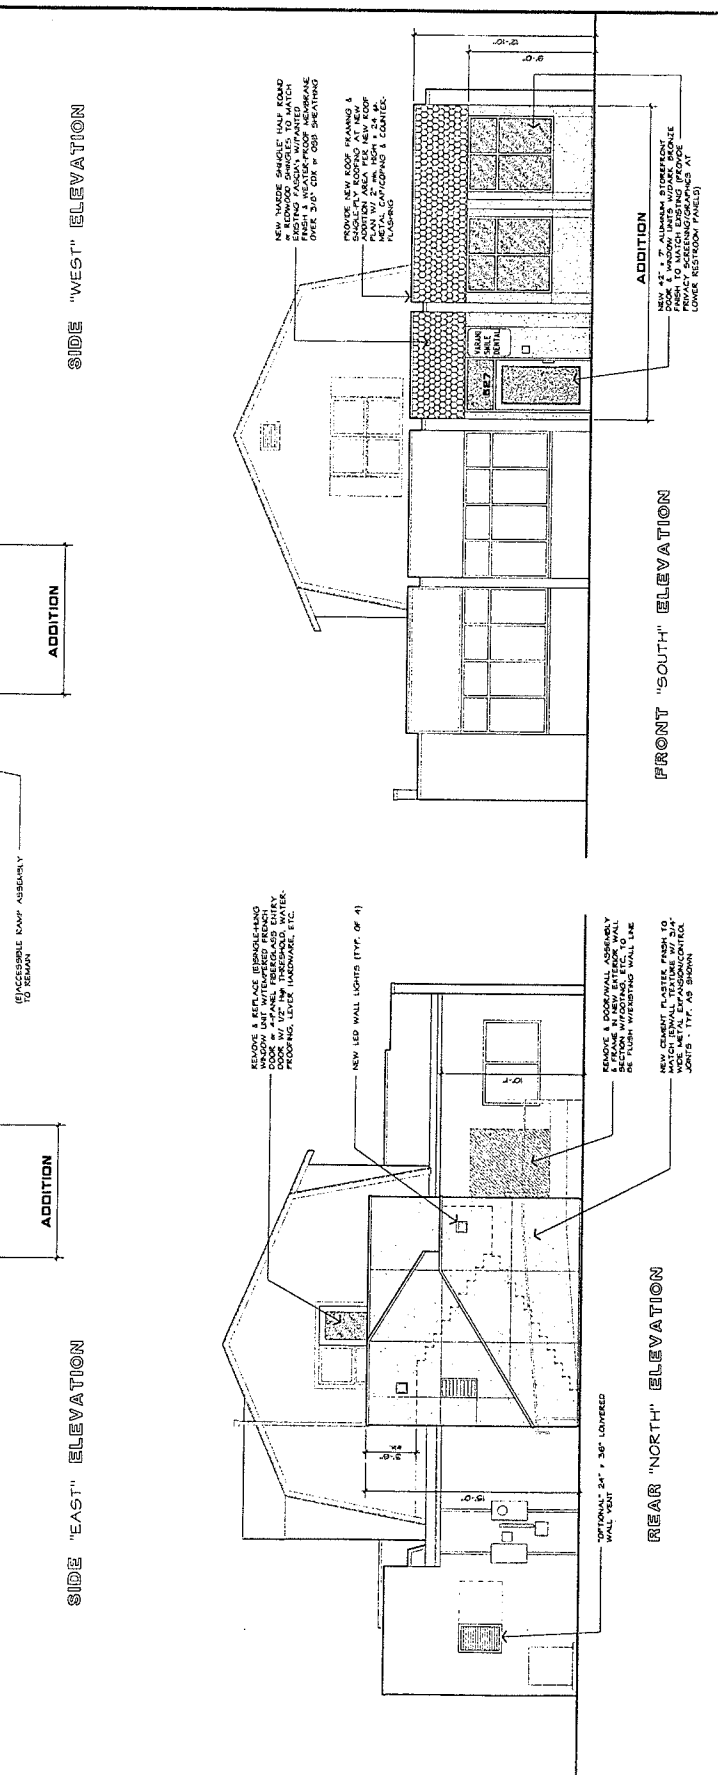 SIDE "EAST" ELEVATION
ADDITION
(E)ACCESSIBLE RAMP ASSEMBLY
TO REMAIN
ADDITION
SIDE "WEST" ELEVATION
REMOVE & REPLACE (E)SINGLE-HUNG
WINDOW UNIT W/TEMPERED FRENCH
DOOR or 4-PANEL FIBERGLASS ENTRY
DOOR W/ 1/2" High THRESHOLD, WATER-
PROOFING, LEVER HARDWARE, ETC.
NEW LED WALL LIGHTS (TYP. OF 4)
REMOVE & DOOR/WALL ASSEMBLY
& FRAME IN NEW EXTERIOR WALL
SECTION W/FOOTING, ETC. TO
BE FLUSH W/EXISTING WALL LINE
NEW CEMENT PLASTER FINISH TO
MATCH (E)WALL TEXTURE W/ 3/4"
WIDE METAL EXPANSION/CONTROL
JOINTS - TYP. AS SHOWN
15'-0"
10'-1"
"OPTIONAL" 24" x 36" LOUVERED
WALL VENT
REAR "NORTH" ELEVATION
NEW "HARDIE SHINGLE" HALF ROUND
or REDWOOD SHINGLES TO MATCH
EXISTING FASCIA's W/PAINTED
FINISH & WEATER-PROOF MEMBRANE
OVER 3/8" CDX or OSB SHEATHING
PROVIDE NEW ROOF FRAMING &
SINGLE-PLY ROOFING AT NEW
ADDITION AREA PER NEW ROOF
PLAN W/ 2" min. HIGH x 24 ga.
METAL CAP/COPING & COUNTER-
FLASHING
12'-10"
9'-0"
527
VARANI
SMILE
DENTAL
ADDITION
NEW 42" x 7' ALUMINUM STOREFRONT
DOOR & WINDOW UNITS W/DARK BRONZE
FINISH TO MATCH EXISTING (PROVIDE
PRIVACY SCREENING/GRAPHICS AT
LOWER RESTROOM PANELS)
FRONT "SOUTH" ELEVATION